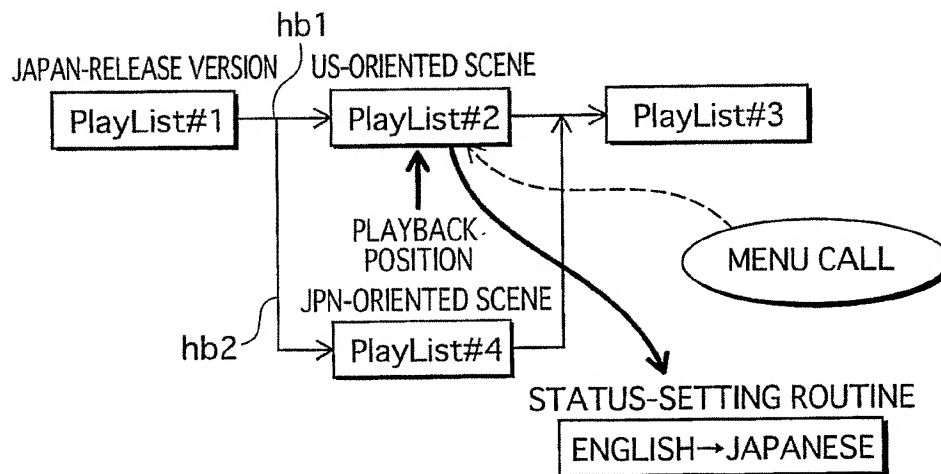 hb1
JAPAN-RELEASE VERSION
US-ORIENTED SCENE
PlayList#1
PlayList#2
PlayList#3
PLAYBACK
POSITION
MENU CALL
JPN-ORIENTED SCENE
hb2
PlayList#4
STATUS-SETTING ROUTINE
ENGLISH→JAPANESE